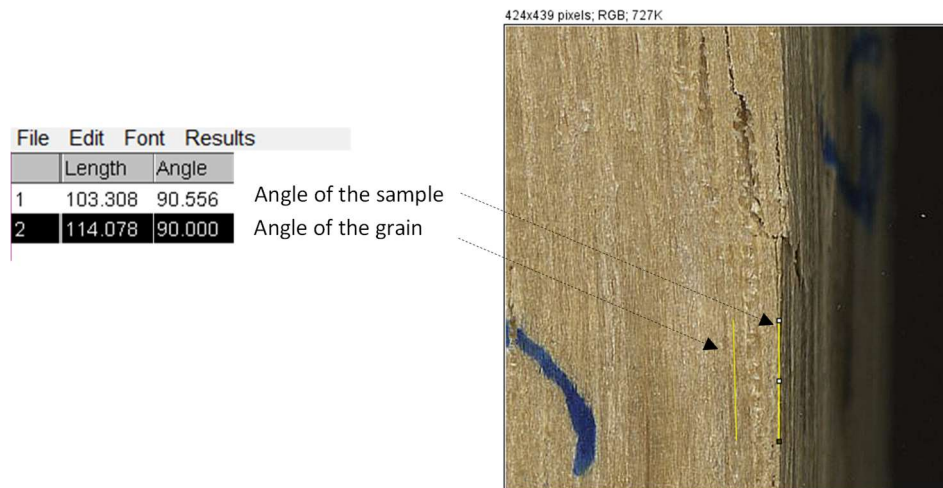 424x439 pixels; RGB; 727K
File Edit Font Results
Length Angle
1 103.308 90.556 Angle of the sample
2 114.078 90.000 Angle of the grain